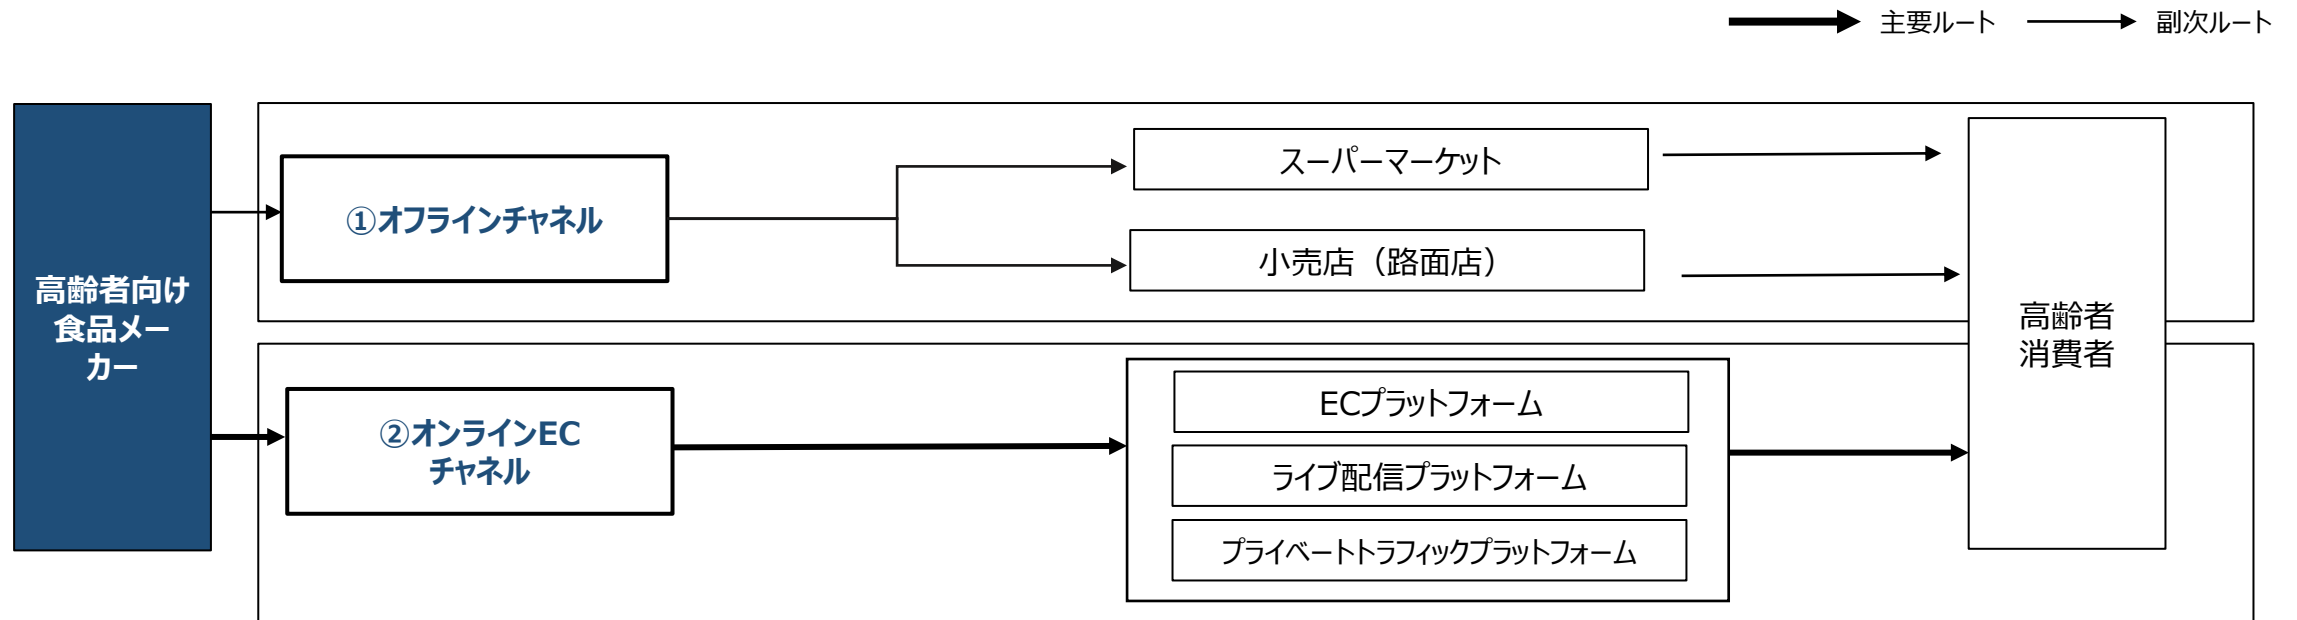 主要ルート
副次ルート
高齢者向け
食品メー
カー
①オフラインチャネル
スーパーマーケット
小売店（路面店）
②オンラインEC
チャネル
ECプラットフォーム
ライブ配信プラットフォーム
プライベートトラフィックプラットフォーム
高齢者
消費者